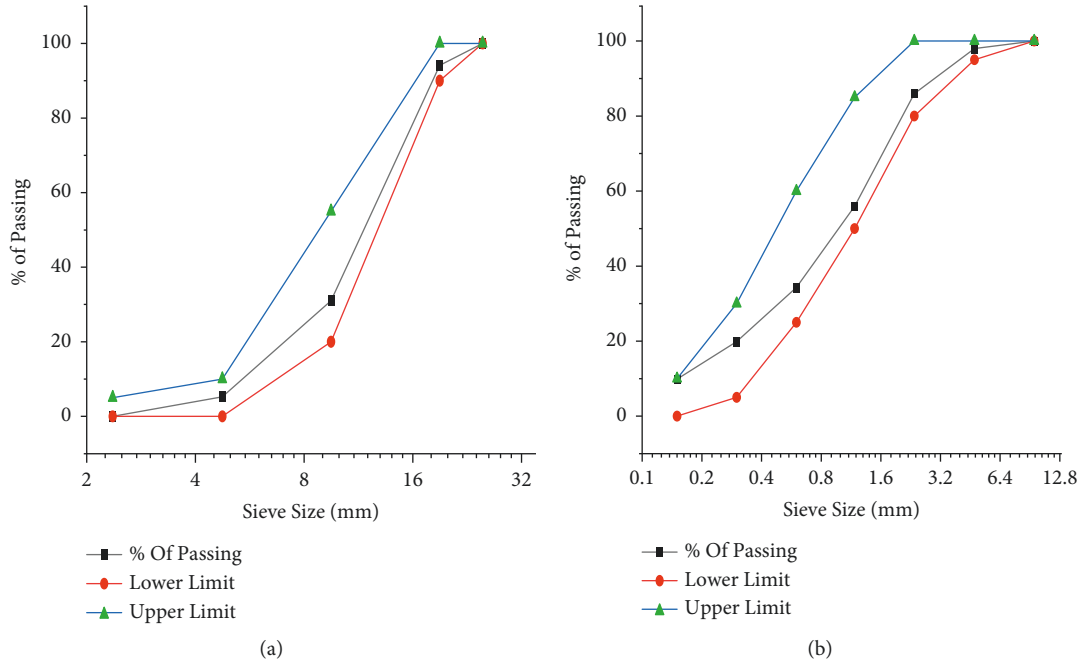 100
80
60
40
20
0
% of Passing
2 4 8 16 32
Sieve Size (mm)
% Of Passing
Lower Limit
Upper Limit
(a)
100
80
60
40
20
0
% of Passing
0.1 0.2 0.4 0.8 1.6 3.2 6.4 12.8
Sieve Size (mm)
% Of Passing
Lower Limit
Upper Limit
(b)